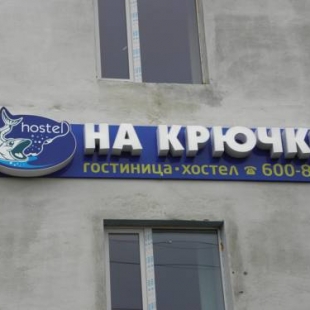 hostel
НА КРЮЧК
гостиница · хостел ☎ 600-8